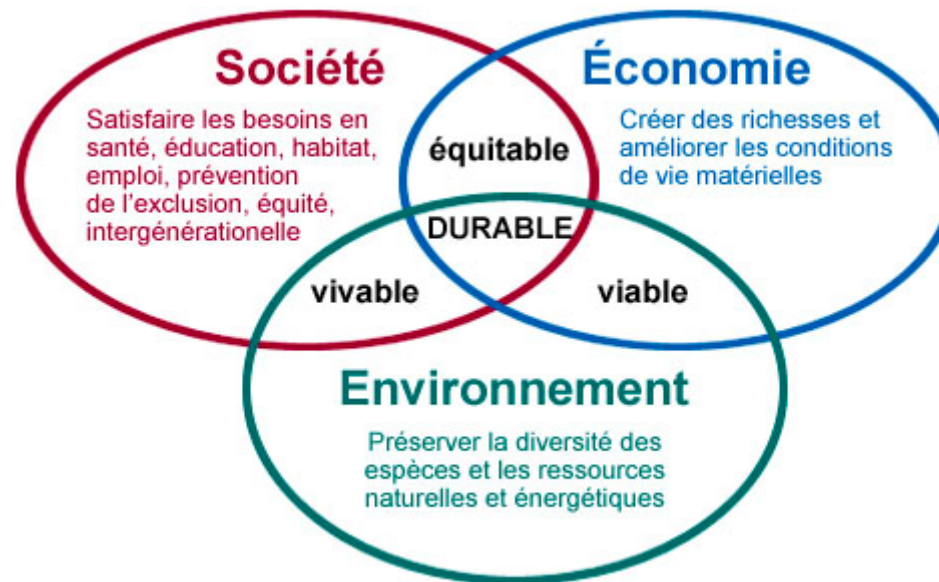 Société
Satisfaire les besoins en
santé, éducation, habitat,
emploi, prévention
de l'exclusion, équité,
intergénérationelle
Économie
Créer des richesses et
améliorer les conditions
de vie matérielles
équitable
DURABLE
vivable
viable
Environnement
Préserver la diversité des
espèces et les ressources
naturelles et énergétiques